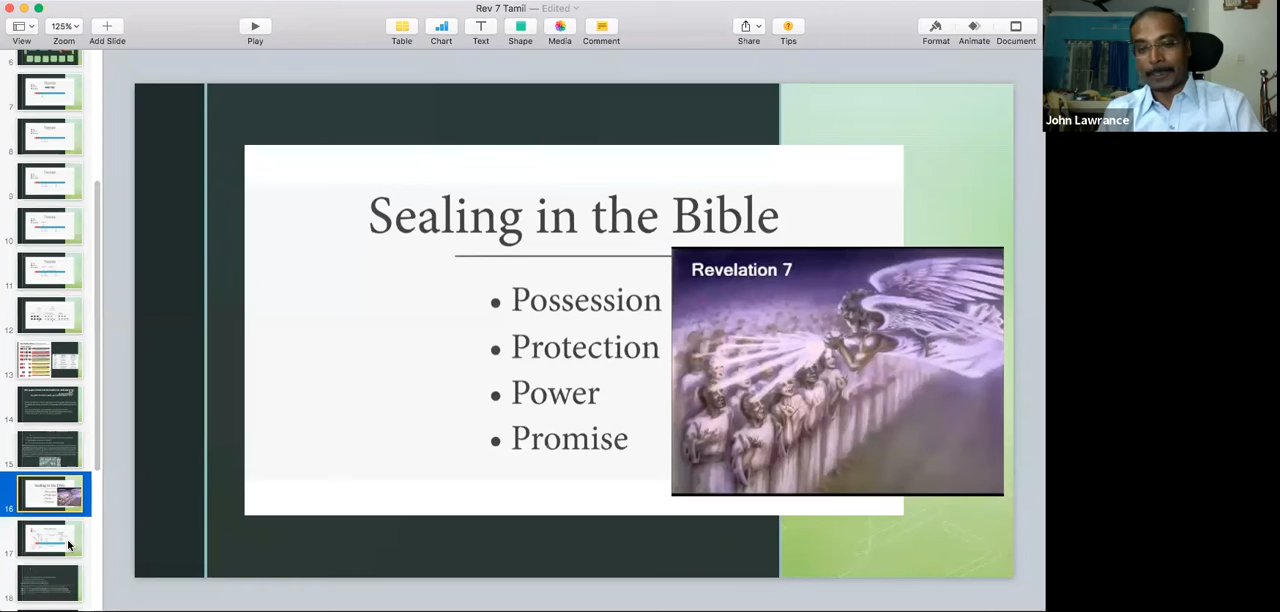 Rev 7 Tamil — Edited
125%
View
Zoom
Add Slide
Play
Table
Chart
Text
Shape
Media
Comment
Share
Tips
Format
Animate
Document
6
7
8
9
10
11
12
13
14
15
16
17
18
Sealing in the Bible
• Possession
• Protection
• Power
• Promise
Revelation 7
John Lawrance